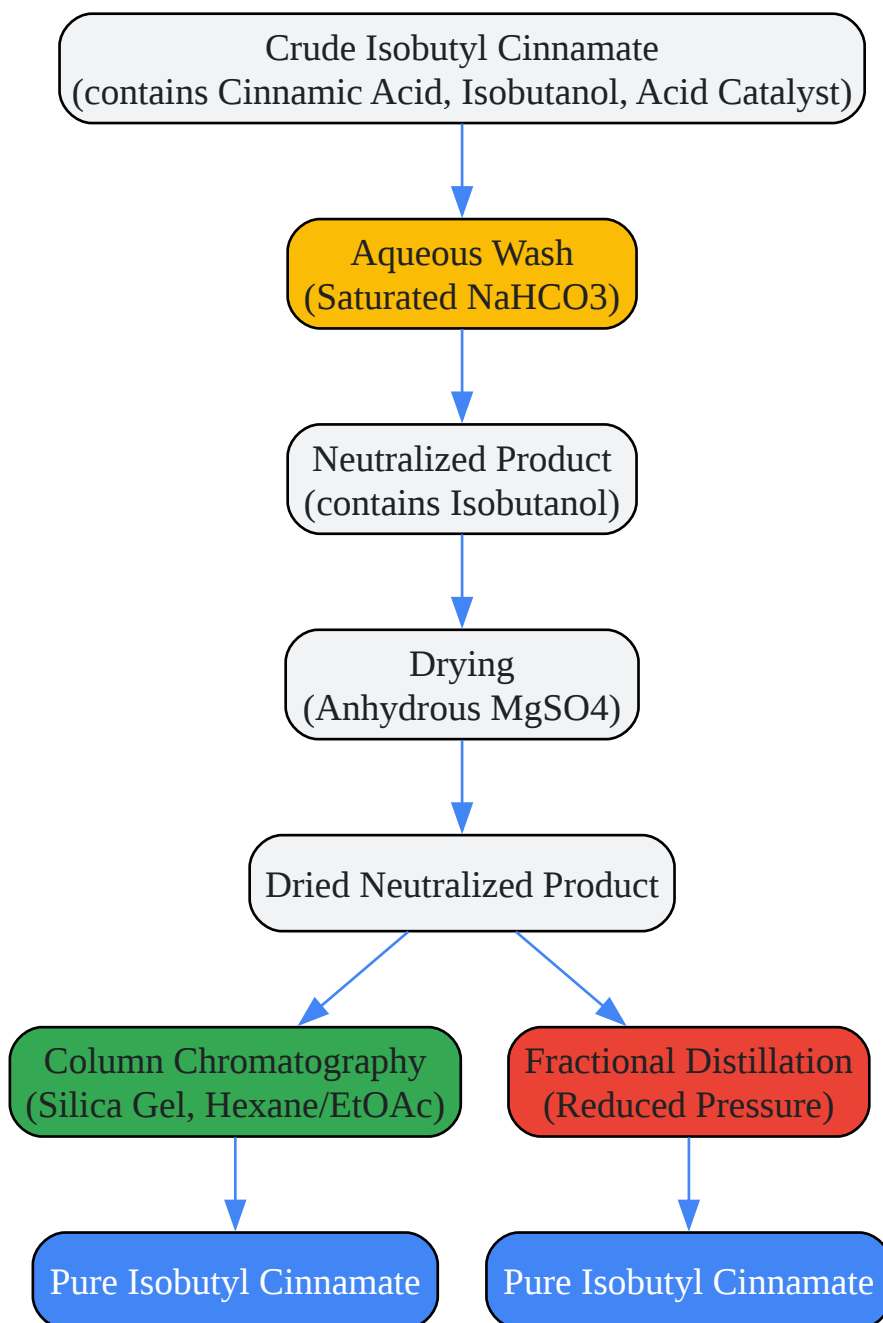 Crude Isobutyl Cinnamate
(contains Cinnamic Acid, Isobutanol, Acid Catalyst)
Aqueous Wash
(Saturated NaHCO3)
Neutralized Product
(contains Isobutanol)
Drying
(Anhydrous MgSO4)
Dried Neutralized Product
Column Chromatography
(Silica Gel, Hexane/EtOAc)
Fractional Distillation
(Reduced Pressure)
Pure Isobutyl Cinnamate
Pure Isobutyl Cinnamate